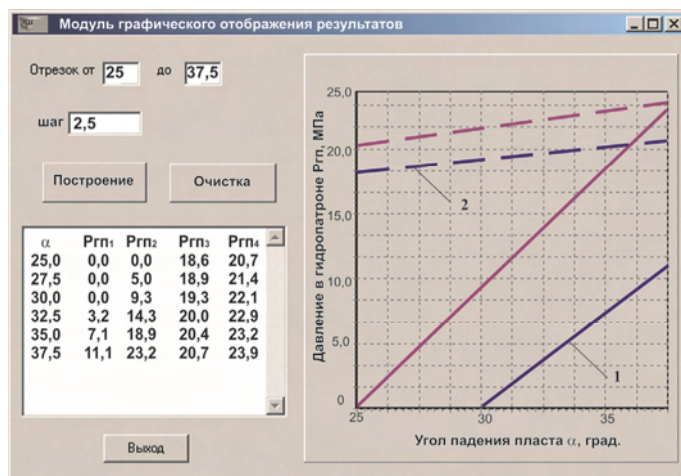 Модуль графического отображения результатов
Отрезок от 25 до 37,5
шаг 2,5
Построение Очистка
α Pгп₁ Pгп₂ Pгп₃ Pгп₄
25,0 0,0 0,0 18,6 20,7
27,5 0,0 5,0 18,9 21,4
30,0 0,0 9,3 19,3 22,1
32,5 3,2 14,3 20,0 22,9
35,0 7,1 18,9 20,4 23,2
37,5 11,1 23,2 20,7 23,9
Выход
Давление в гидропатроне Ргп, МПа
25,0
20,0
15,0
10,0
5,0
0
2
1
25 30 35
Угол падения пласта α, град.